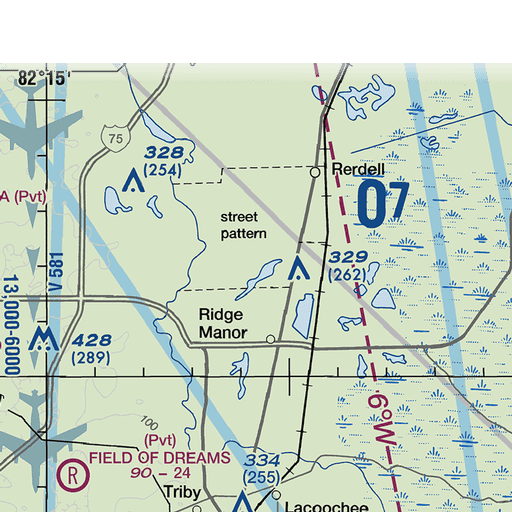 82°15'
75
328
(254)
Rerdell
A (Pvt)
07
street
pattern
329
(262)
V 581
13,000-6000
Ridge
Manor
428
(289)
6°W
100
(Pvt)
FIELD OF DREAMS
R
90 - 24
334
(255)
Triby
Lacoochee